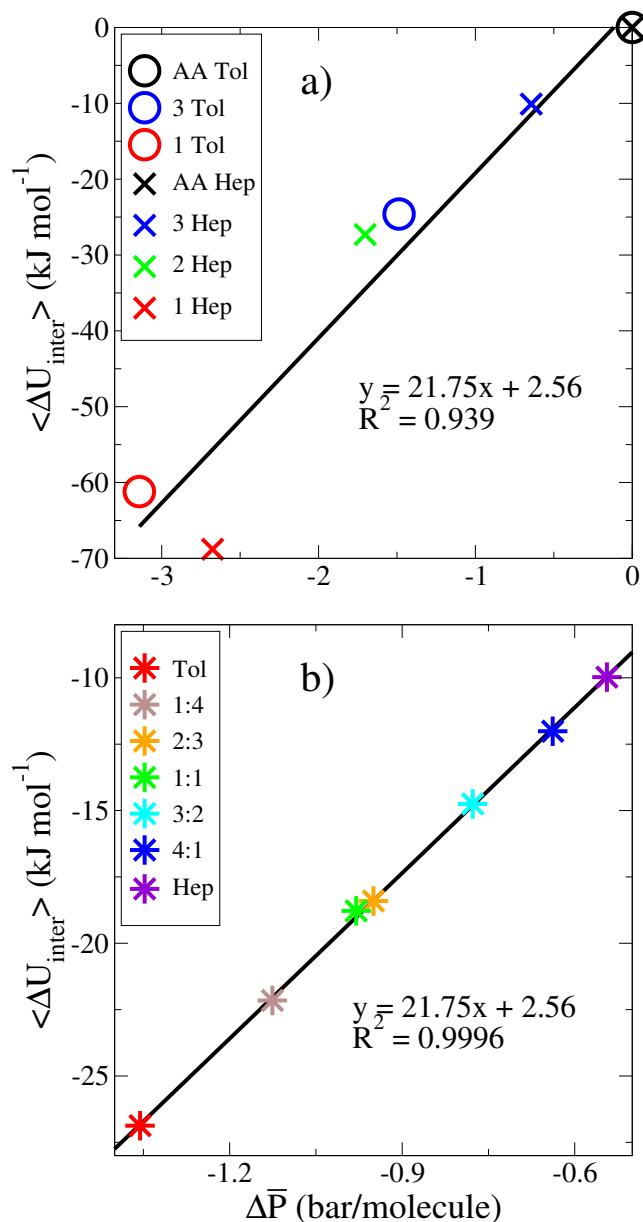 0
-10
-20
-30
-40
-50
-60
-70
<ΔU_inter> (kJ mol⁻¹)
AA Tol
3 Tol
1 Tol
AA Hep
3 Hep
2 Hep
1 Hep
a)
y = 21.75x + 2.56
R² = 0.939
-3 -2 -1 0
-10
-15
-20
-25
<ΔU_inter> (kJ mol⁻¹)
Tol
1:4
2:3
1:1
3:2
4:1
Hep
b)
y = 21.75x + 2.56
R² = 0.9996
-1.2 -0.9 -0.6
ΔP̅ (bar/molecule)